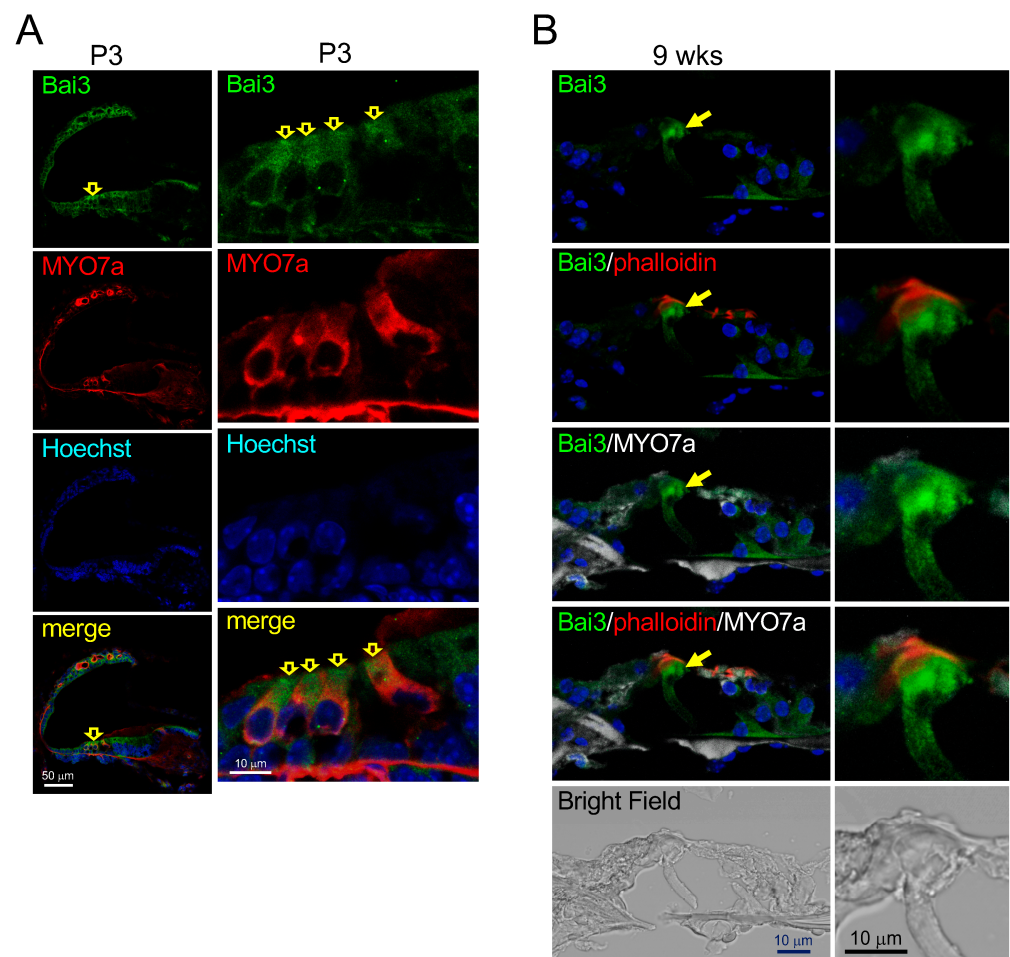 A
P3
P3
Bai3
Bai3
MYO7a
MYO7a
Hoechst
Hoechst
merge
merge
50 μm
10 μm
B
9 wks
Bai3
Bai3/phalloidin
Bai3/MYO7a
Bai3/phalloidin/MYO7a
Bright Field
10 μm
10 μm